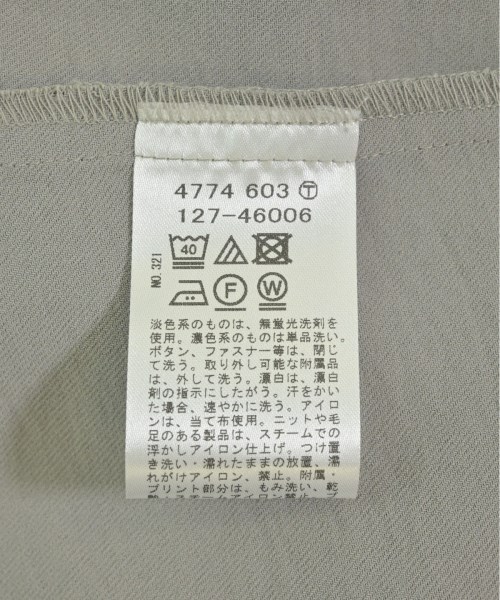 4774 603 Ⓣ
127-46006
NO.321
40
F
W
淡色系のものは、無蛍光洗剤を
使用。濃色系のものは単品洗い。
ボタン、ファスナー等は、閉じ
て洗う。取り外し可能な附属品
は、外して洗う。漂白は、漂白
剤の指示にしたがう。汗をかい
た場合、速やかに洗う。アイロ
ンは、当て布使用。ニットや毛
足のある製品は、スチームでの
浮かしアイロン仕上げ。つけ置
き洗い・濡れたままの放置、濡
れがけアイロン、禁止。附属・
プリント部分は、もみ洗い、乾